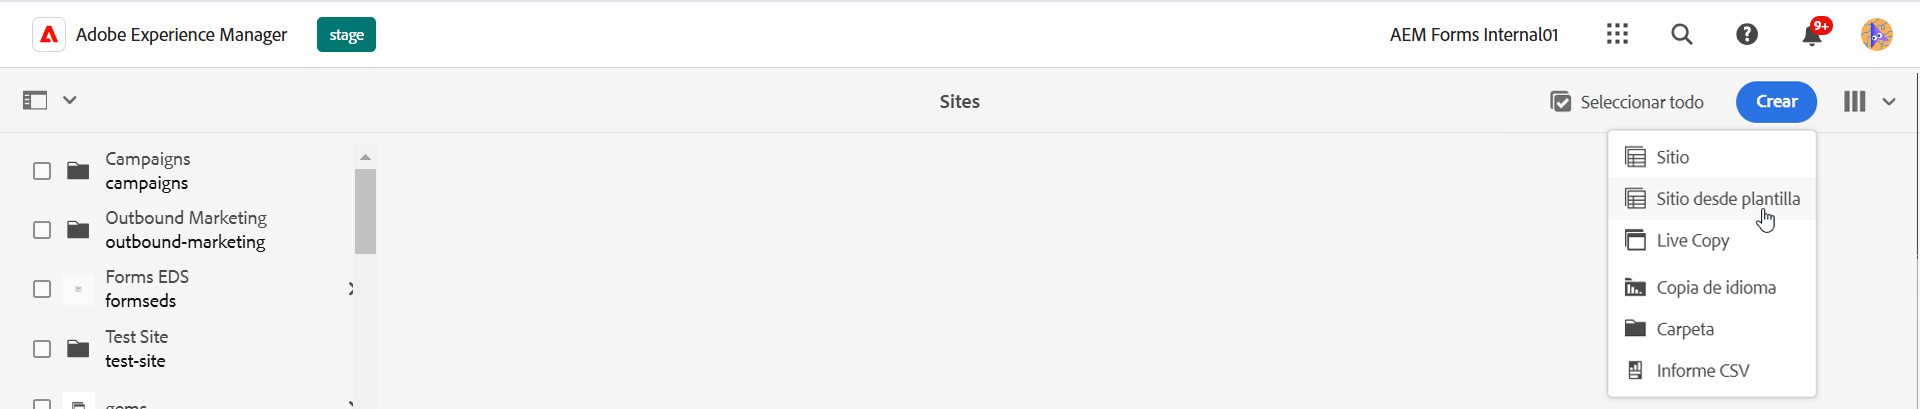 Adobe Experience Manager
stage
AEM Forms Internal01
9+
Sites
Seleccionar todo
Crear
Campaigns
campaigns
Outbound Marketing
outbound-marketing
Forms EDS
formseds
Test Site
test-site
Sitio
Sitio desde plantilla
Live Copy
Copia de idioma
Carpeta
Informe CSV